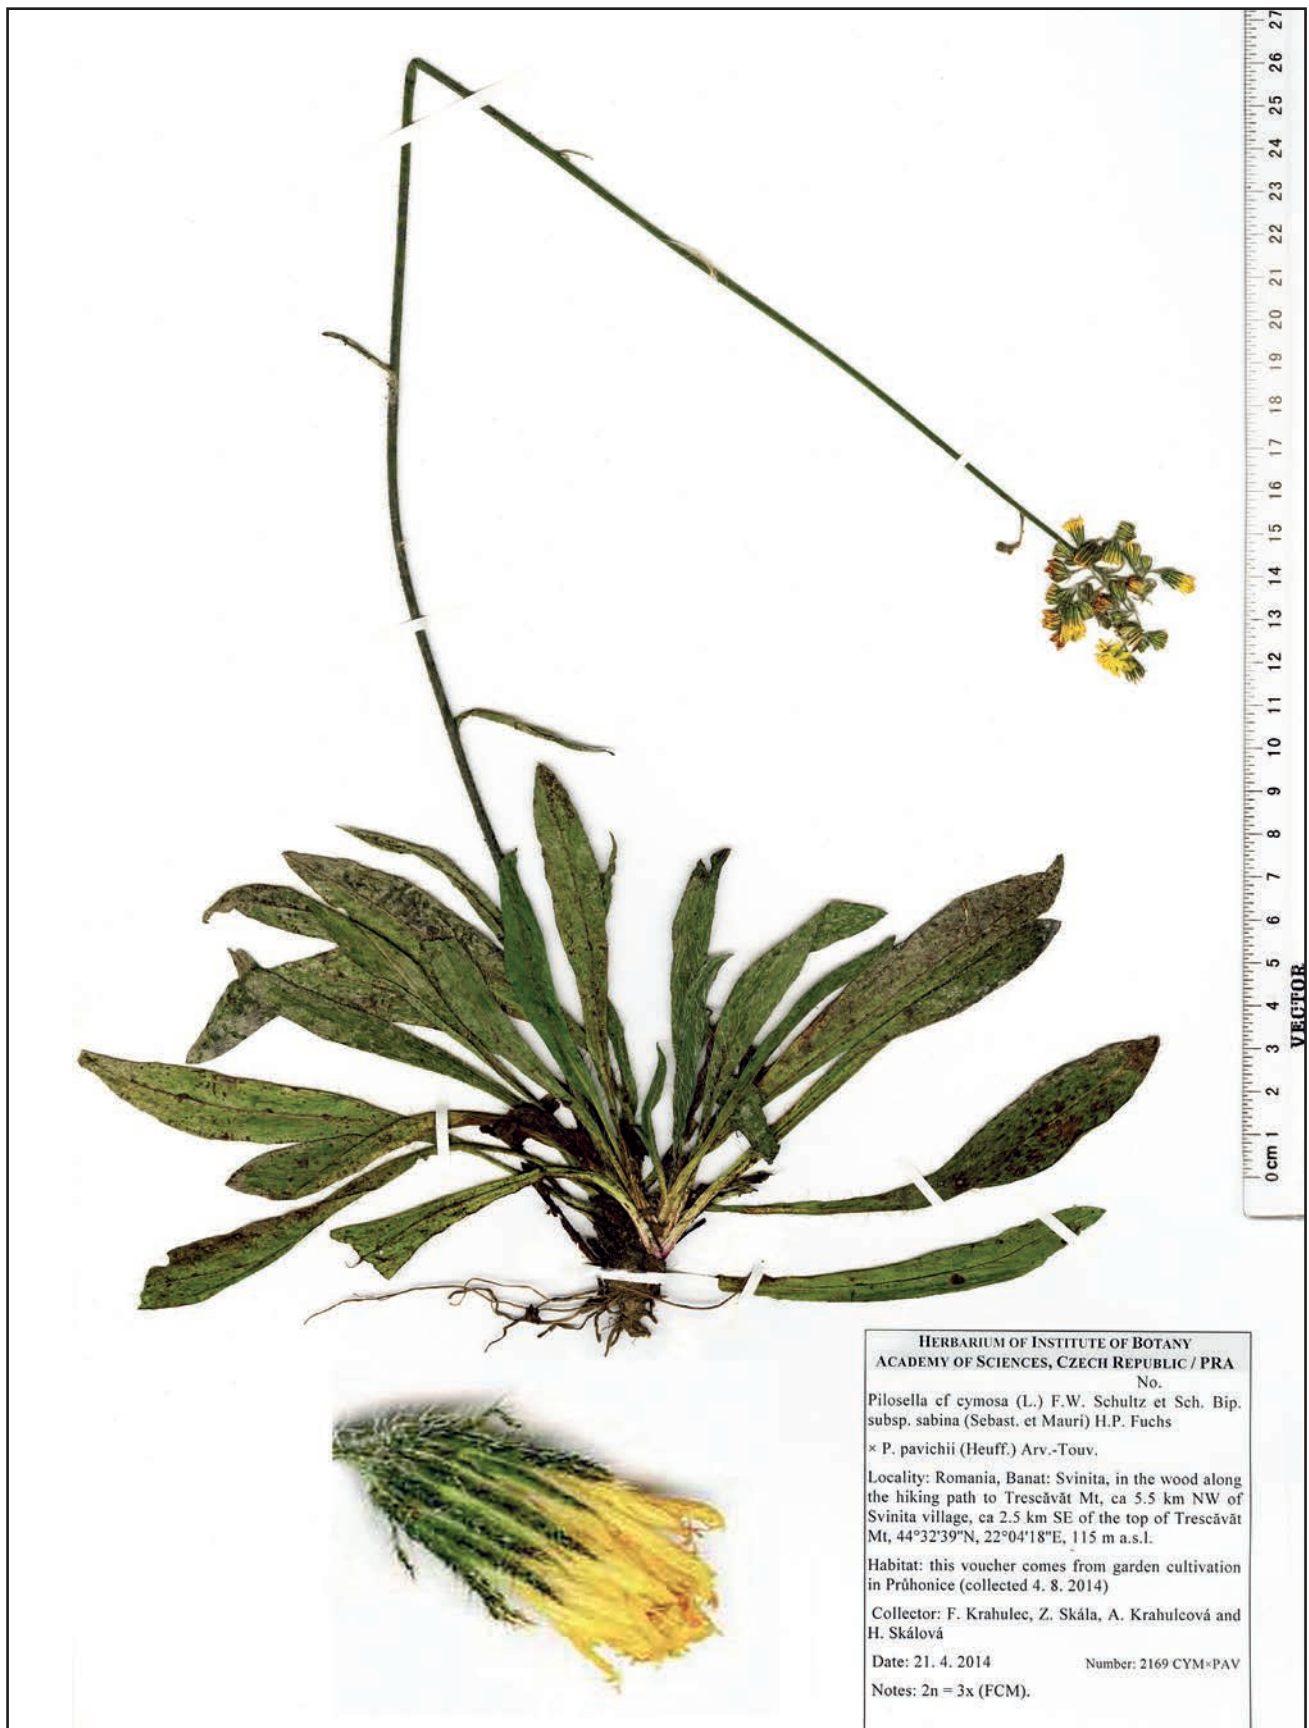 27
26
25
24
23
22
21
20
19
18
17
16
15
14
13
12
11
10
9
8
7
6
5
4
3
2
1
0cm
VECTOR
HERBARIUM OF INSTITUTE OF BOTANY
ACADEMY OF SCIENCES, CZECH REPUBLIC / PRA
No.
Pilosella cf cymosa (L.) F.W. Schultz et Sch. Bip.
subsp. sabina (Sebast. et Mauri) H.P. Fuchs
× P. pavichii (Heuff.) Arv.-Touv.
Locality: Romania, Banat: Svinita, in the wood along
the hiking path to Trescăvăt Mt, ca 5.5 km NW of
Svinita village, ca 2.5 km SE of the top of Trescăvăt
Mt, 44°32'39"N, 22°04'18"E, 115 m a.s.l.
Habitat: this voucher comes from garden cultivation
in Průhonice (collected 4. 8. 2014)
Collector: F. Krahulec, Z. Skála, A. Krahulcová and
H. Skálová
Date: 21. 4. 2014 Number: 2169 CYM×PAV
Notes: 2n = 3x (FCM).